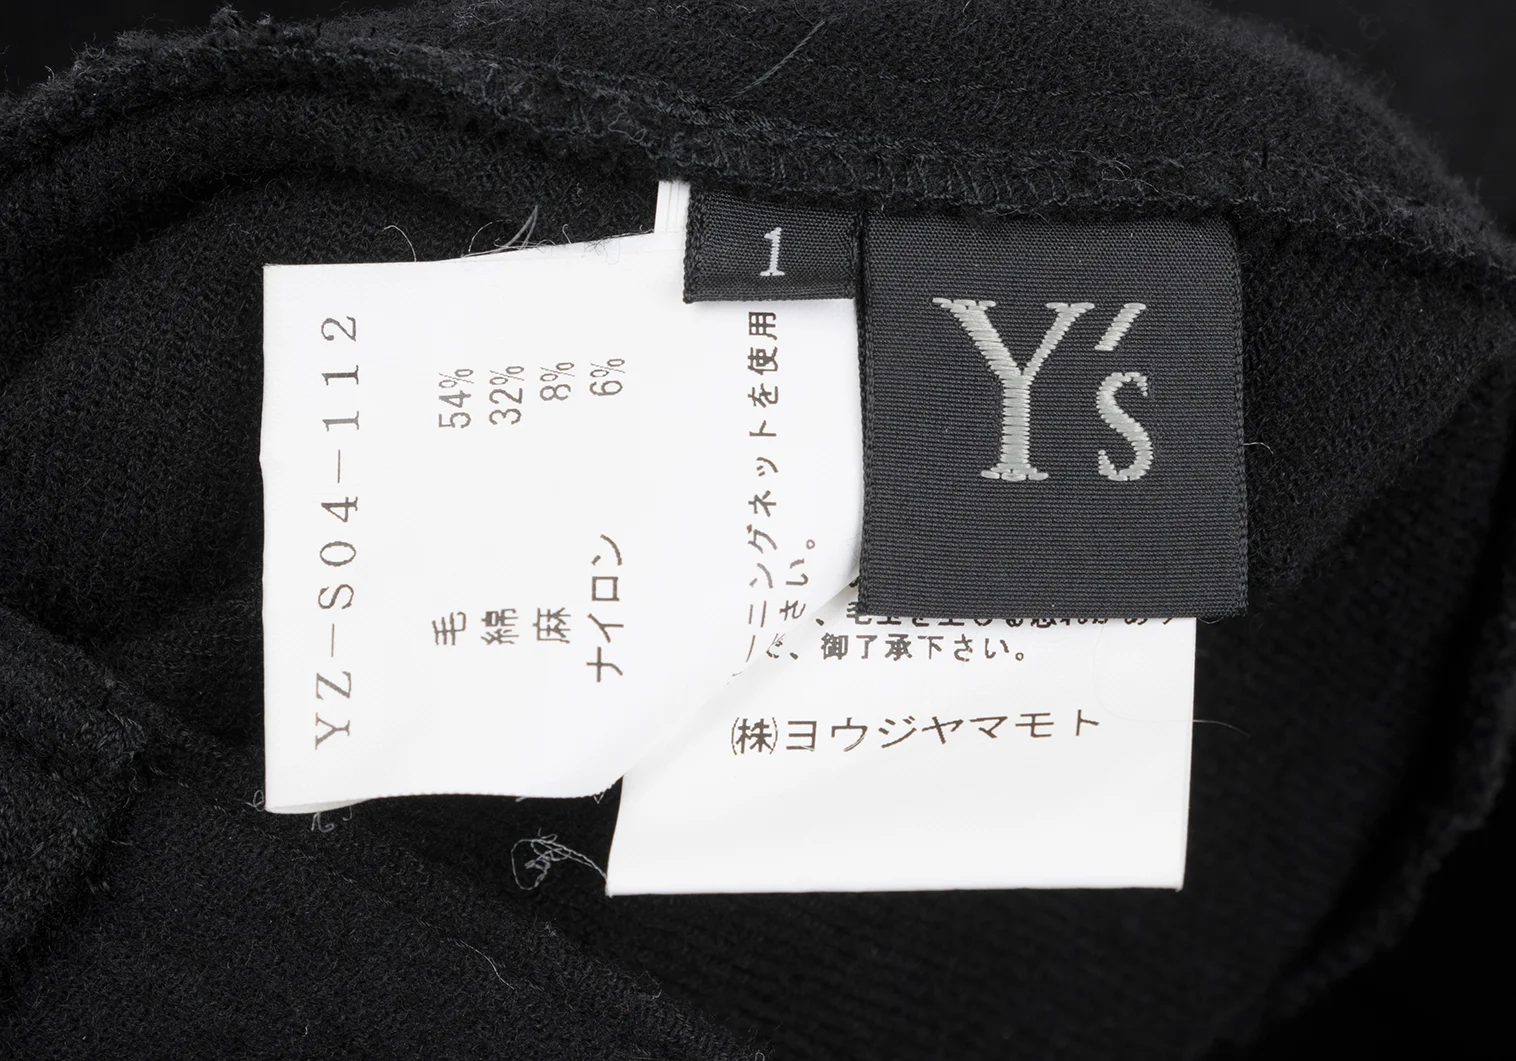 1
Y's
YZ-S04-112
毛 54%
綿 32%
麻 8%
ナイロン 6%
ニングネットを使用
さい。
、御了承下さい。
㈱ヨウジヤマモト